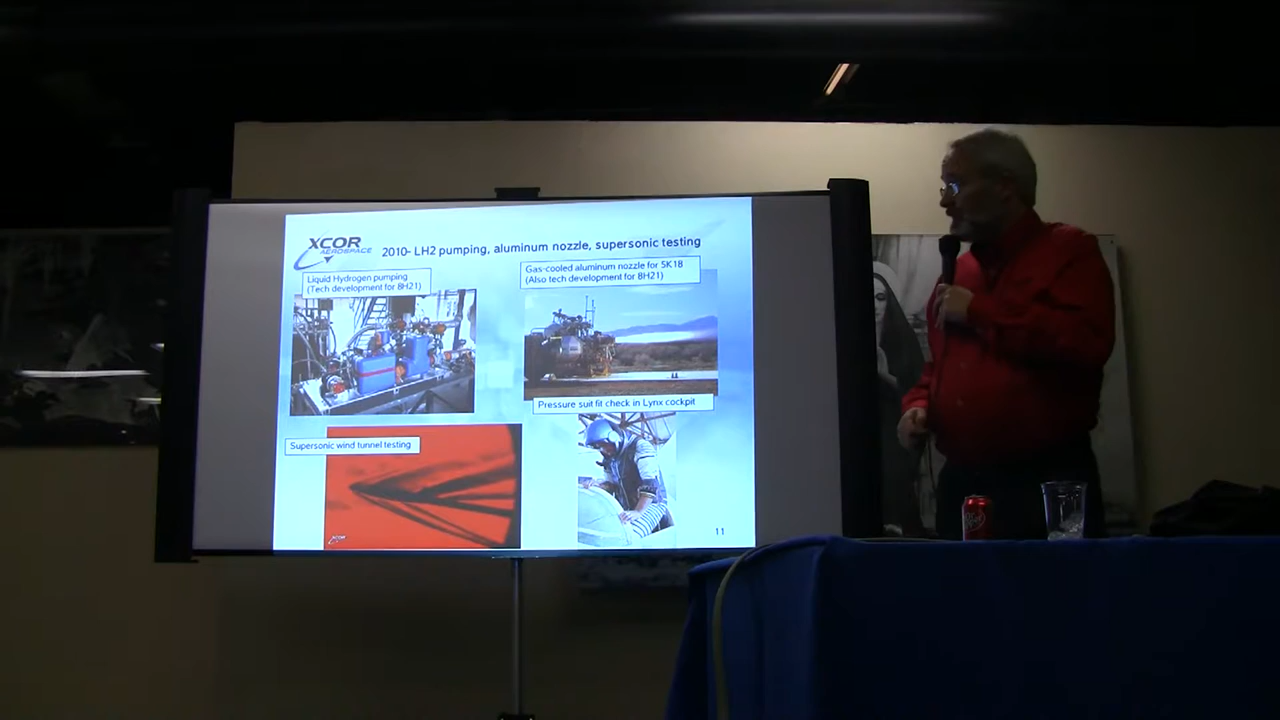 XCOR
AEROSPACE
2010- LH2 pumping, aluminum nozzle, supersonic testing
Liquid Hydrogen pumping
(Tech development for 8H21)
Gas-cooled aluminum nozzle for 5K18
(Also tech development for 8H21)
Pressure suit fit check in Lynx cockpit
Supersonic wind tunnel testing
11
Dr Pepper